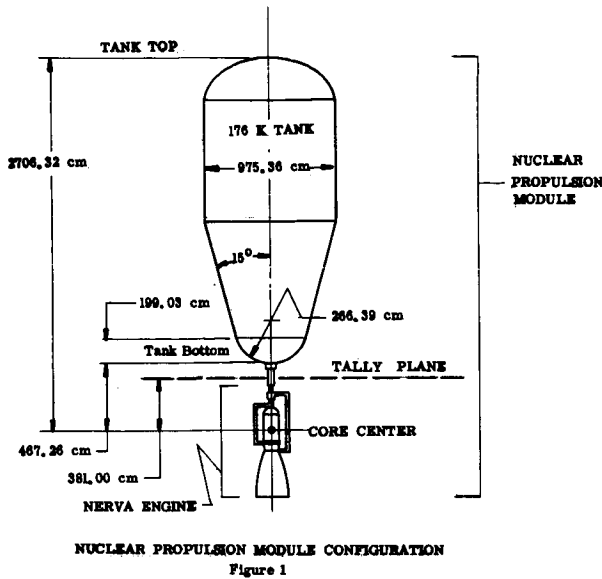 TANK TOP
176 K TANK
2706.32 cm
975.36 cm
NUCLEAR
PROPULSION
MODULE
15°
199.03 cm
266.39 cm
Tank Bottom
TALLY PLANE
CORE CENTER
467.26 cm
381.00 cm
NERVA ENGINE
NUCLEAR PROPULSION MODULE CONFIGURATION
Figure 1